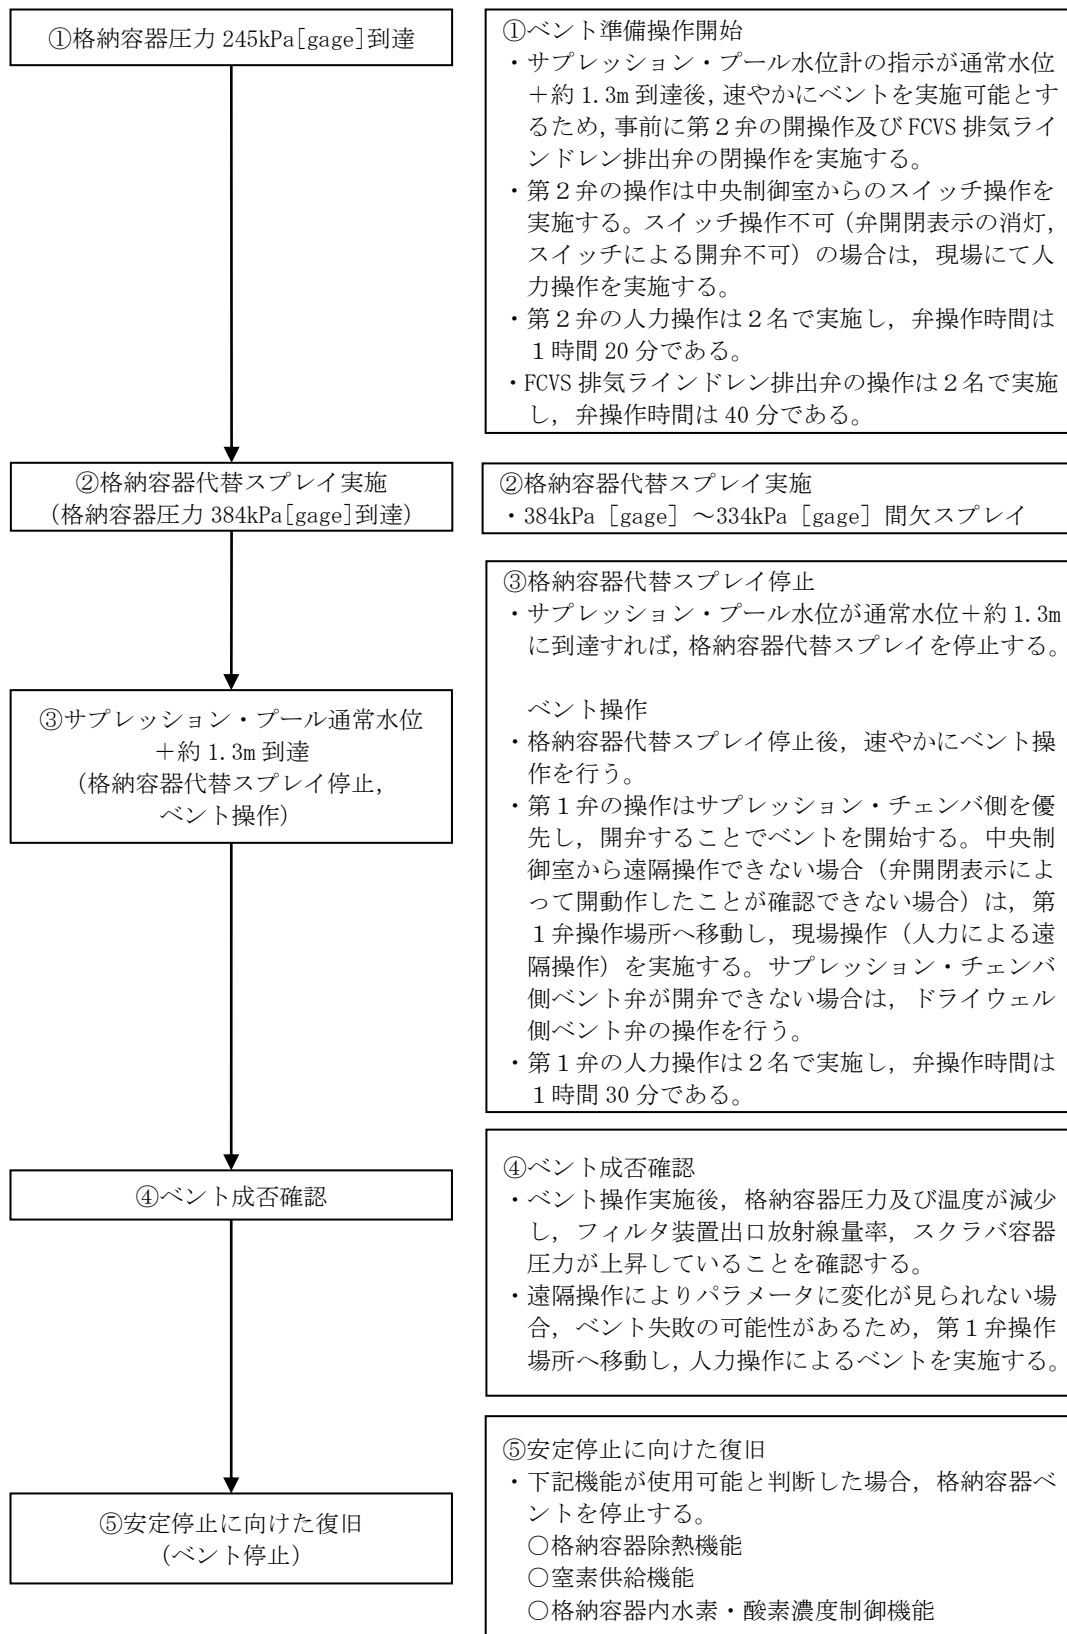 ①格納容器圧力 245kPa[gage]到達
①ベント準備操作開始
・サプレッション・プール水位計の指示が通常水位
＋約 1.3m 到達後，速やかにベントを実施可能とす
るため，事前に第２弁の開操作及び FCVS 排気ライ
ンドレン排出弁の閉操作を実施する。
・第２弁の操作は中央制御室からのスイッチ操作を
実施する。スイッチ操作不可（弁開閉表示の消灯，
スイッチによる開弁不可）の場合は，現場にて人
力操作を実施する。
・第２弁の人力操作は２名で実施し，弁操作時間は
１時間 20 分である。
・FCVS 排気ラインドレン排出弁の操作は２名で実施
し，弁操作時間は 40 分である。
②格納容器代替スプレイ実施
（格納容器圧力 384kPa[gage]到達）
②格納容器代替スプレイ実施
・384kPa［gage］～334kPa［gage］間欠スプレイ
③サプレッション・プール通常水位
＋約 1.3m 到達
（格納容器代替スプレイ停止，
ベント操作）
③格納容器代替スプレイ停止
・サプレッション・プール水位が通常水位＋約 1.3m
に到達すれば，格納容器代替スプレイを停止する。
ベント操作
・格納容器代替スプレイ停止後，速やかにベント操
作を行う。
・第１弁の操作はサプレッション・チェンバ側を優
先し，開弁することでベントを開始する。中央制
御室から遠隔操作できない場合（弁開閉表示によ
って開動作したことが確認できない場合）は，第
１弁操作場所へ移動し，現場操作（人力による遠
隔操作）を実施する。サプレッション・チェンバ
側ベント弁が開弁できない場合は，ドライウェル
側ベント弁の操作を行う。
・第１弁の人力操作は２名で実施し，弁操作時間は
１時間 30 分である。
④ベント成否確認
④ベント成否確認
・ベント操作実施後，格納容器圧力及び温度が減少
し，フィルタ装置出口放射線量率，スクラバ容器
圧力が上昇していることを確認する。
・遠隔操作によりパラメータに変化が見られない場
合，ベント失敗の可能性があるため，第１弁操作
場所へ移動し，人力操作によるベントを実施する。
⑤安定停止に向けた復旧
（ベント停止）
⑤安定停止に向けた復旧
・下記機能が使用可能と判断した場合，格納容器ベ
ントを停止する。
○格納容器除熱機能
○窒素供給機能
○格納容器内水素・酸素濃度制御機能